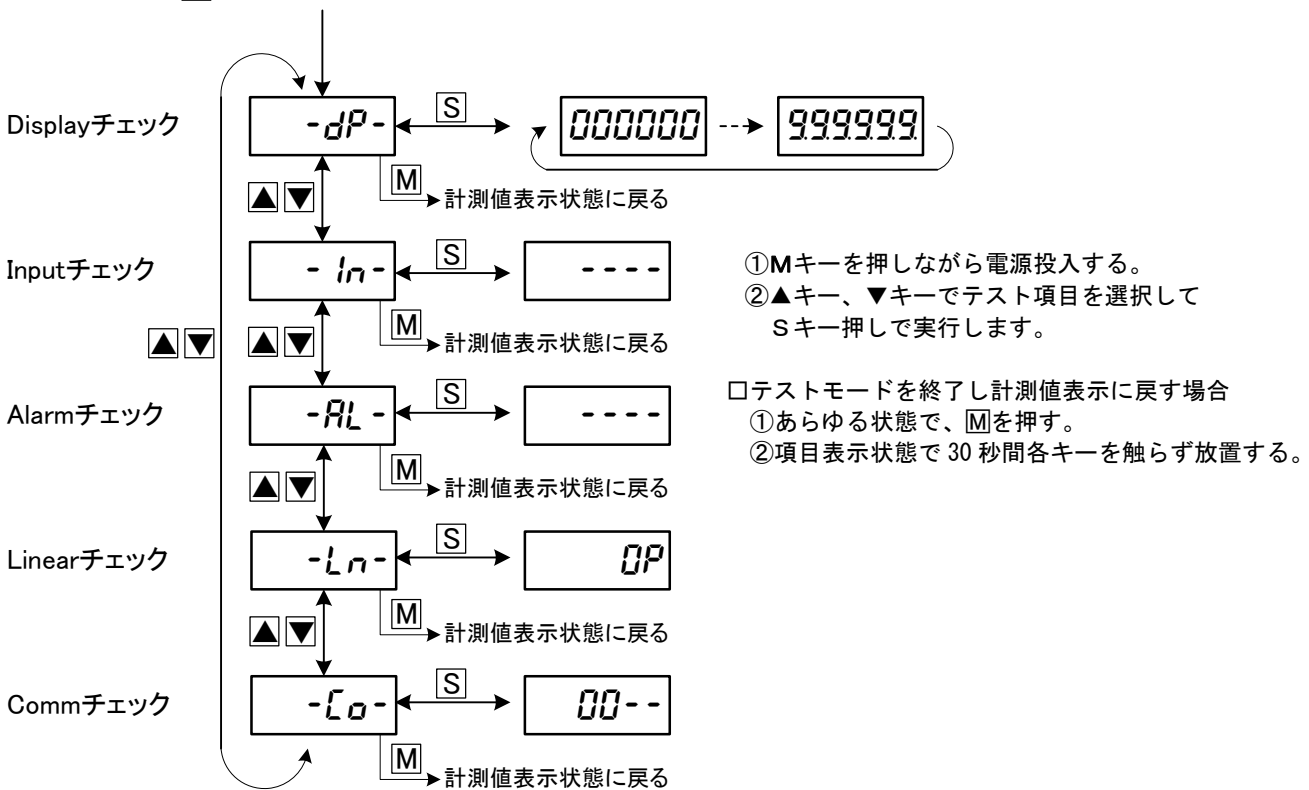 Displayチェック
-dP-
S
000000
9.9.9.9.9.9.
M
計測値表示状態に戻る
▲ ▼
Inputチェック
- In-
S
----
M
計測値表示状態に戻る
①Mキーを押しながら電源投入する。
②▲キー、▼キーでテスト項目を選択して
Sキー押しで実行します。
▲ ▼
▲ ▼
Alarmチェック
-AL-
S
----
M
計測値表示状態に戻る
□テストモードを終了し計測値表示に戻す場合
①あらゆる状態で、Mを押す。
②項目表示状態で30秒間各キーを触らず放置する。
▲ ▼
Linearチェック
-Ln-
S
OP
M
計測値表示状態に戻る
▲ ▼
Commチェック
-Co-
S
00--
M
計測値表示状態に戻る